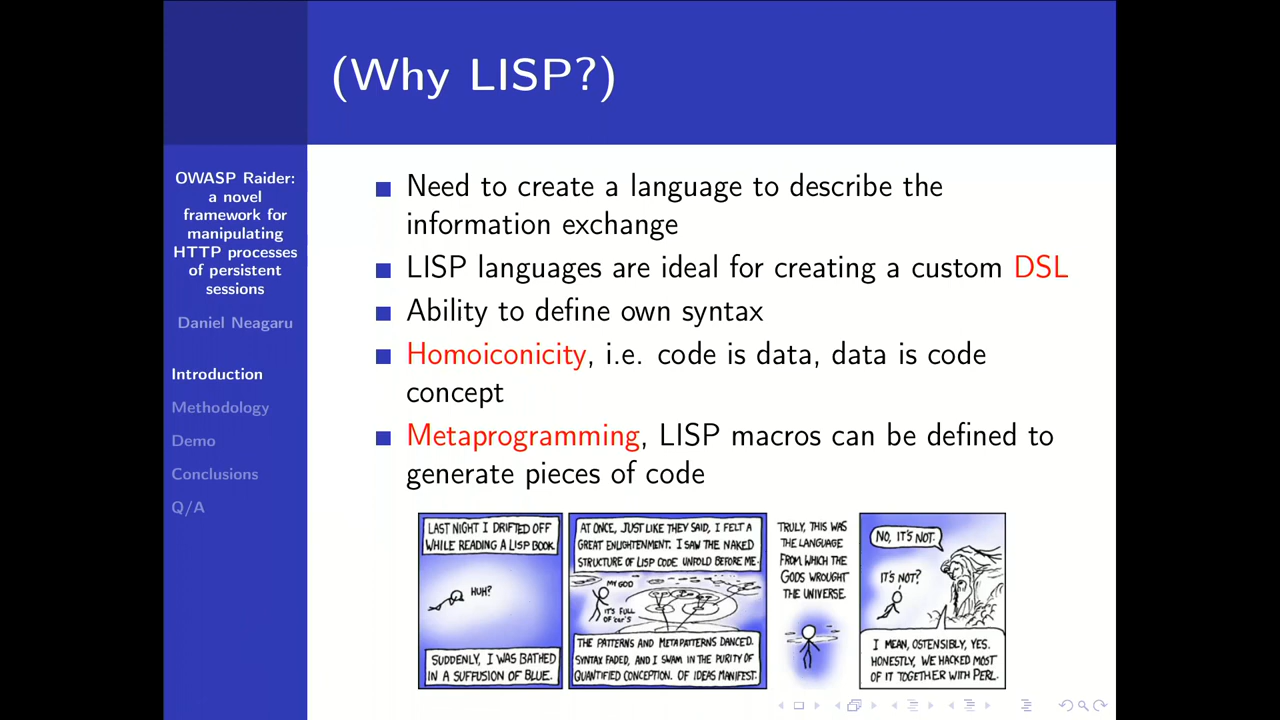 (Why LISP?)
OWASP Raider:
a novel
framework for
manipulating
HTTP processes
of persistent
sessions
Daniel Neagaru
Introduction
Methodology
Demo
Conclusions
Q/A
Need to create a language to describe the
information exchange
LISP languages are ideal for creating a custom DSL
Ability to define own syntax
Homoiconicity, i.e. code is data, data is code
concept
Metaprogramming, LISP macros can be defined to
generate pieces of code
LAST NIGHT I DRIFTED OFF
WHILE READING A LISP BOOK.
HUH?
SUDDENLY, I WAS BATHED
IN A SUFFUSION OF BLUE.
AT ONCE, JUST LIKE THEY SAID, I FELT A
GREAT ENLIGHTENMENT. I SAW THE NAKED
STRUCTURE OF LISP CODE UNFOLD BEFORE ME.
MY GOD
IT'S FULL
OF 'car'S
THE PATTERNS AND METAPATTERNS DANCED.
SYNTAX FADED, AND I SWAM IN THE PURITY OF
QUANTIFIED CONCEPTION. OF IDEAS MANIFEST.
TRULY, THIS WAS
THE LANGUAGE
FROM WHICH THE
GODS WROUGHT
THE UNIVERSE.
NO, IT'S NOT.
IT'S NOT?
I MEAN, OSTENSIBLY, YES.
HONESTLY, WE HACKED MOST
OF IT TOGETHER WITH PERL.